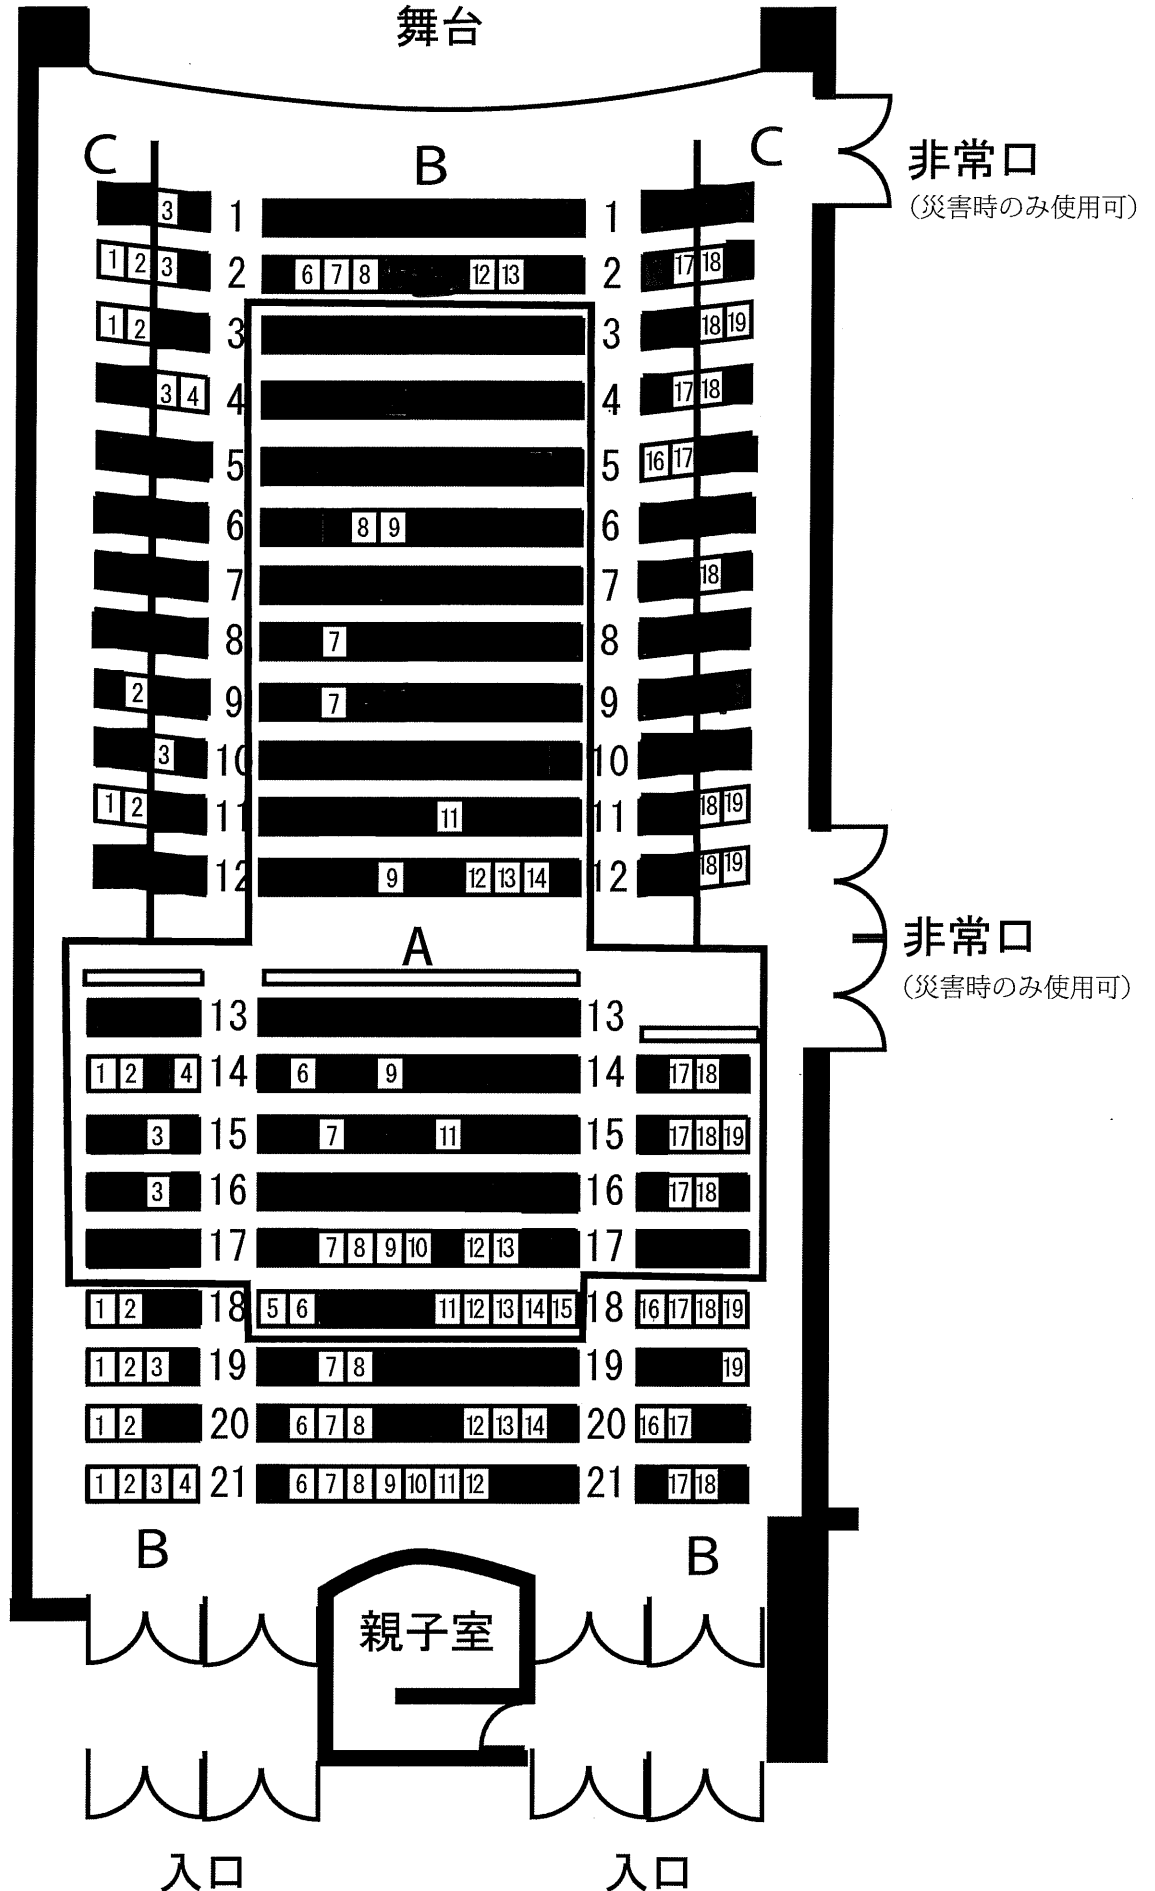 舞台
C B C
非常口
(災害時のみ使用可)
3 1 1
1 2 3 2 6 7 8 12 13 2 17 18
1 2 3 3 18 19
3 4 4 4 17 18
5 5 16 17
6 8 9 6
7 7 18
8 7 8
2 9 7 9
3 10 10
1 2 11 11 11 18 19
12 9 12 13 14 12 18 19
非常口
(災害時のみ使用可)
A
13 13
1 2 4 14 6 9 14 17 18
3 15 7 11 15 17 18 19
3 16 16 17 18
17 7 8 9 10 12 13 17
1 2 18 5 6 11 12 13 14 15 18 16 17 18 19
1 2 3 19 7 8 19 19
1 2 20 6 7 8 12 13 14 20 16 17
1 2 3 4 21 6 7 8 9 10 11 12 21 17 18
B B
親子室
入口 入口